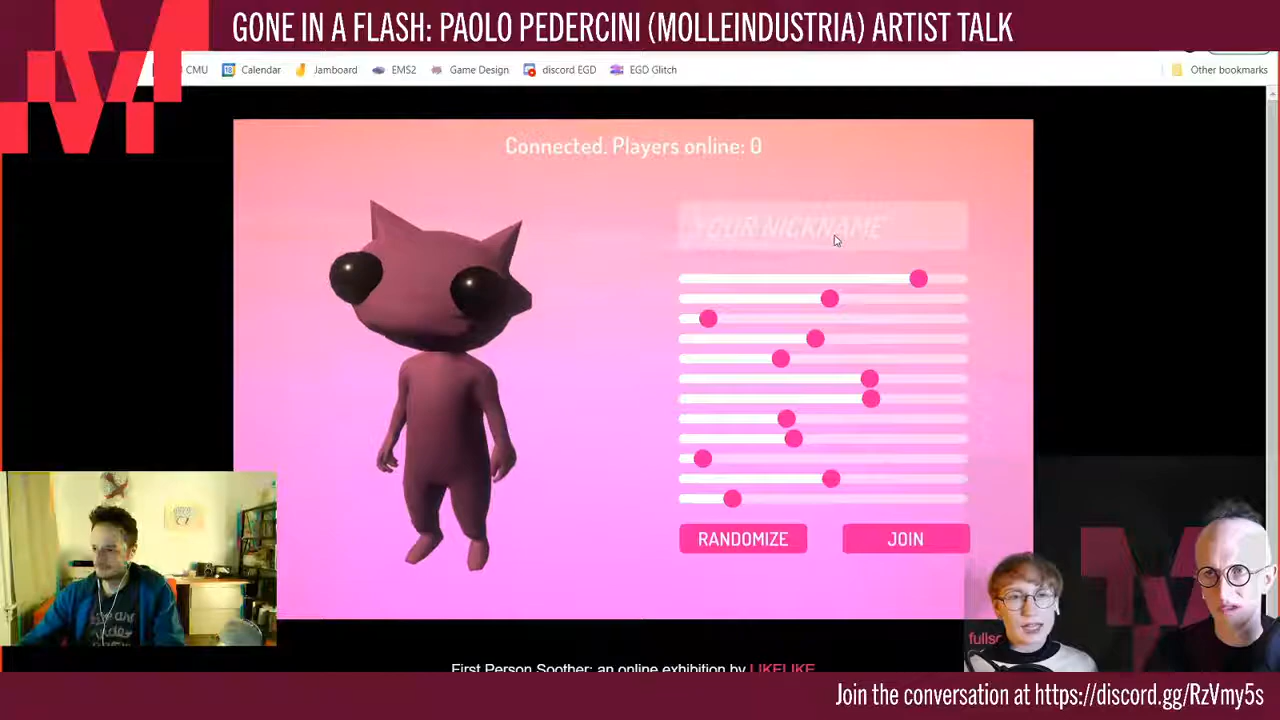 GONE IN A FLASH: PAOLO PEDERCINI (MOLLEINDUSTRIA) ARTIST TALK
CMU Calendar Jamboard EMS2 Game Design discord EGD EGD Glitch Other bookmarks
Connected. Players online: 0
YOUR NICKNAME
RANDOMIZE JOIN
First Person Soother: an online exhibition by LIKELIKE
Join the conversation at https://discord.gg/RzVmy5s